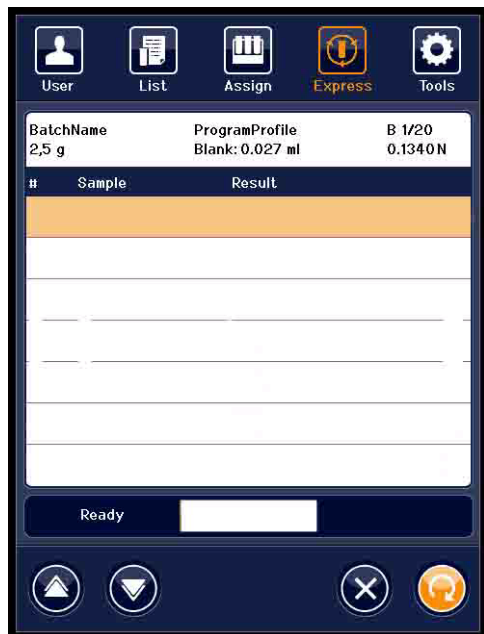 User List Assign Express Tools
BatchName ProgramProfile B 1/20
2,5 g Blank: 0.027 ml 0.1340 N
# Sample Result
Ready